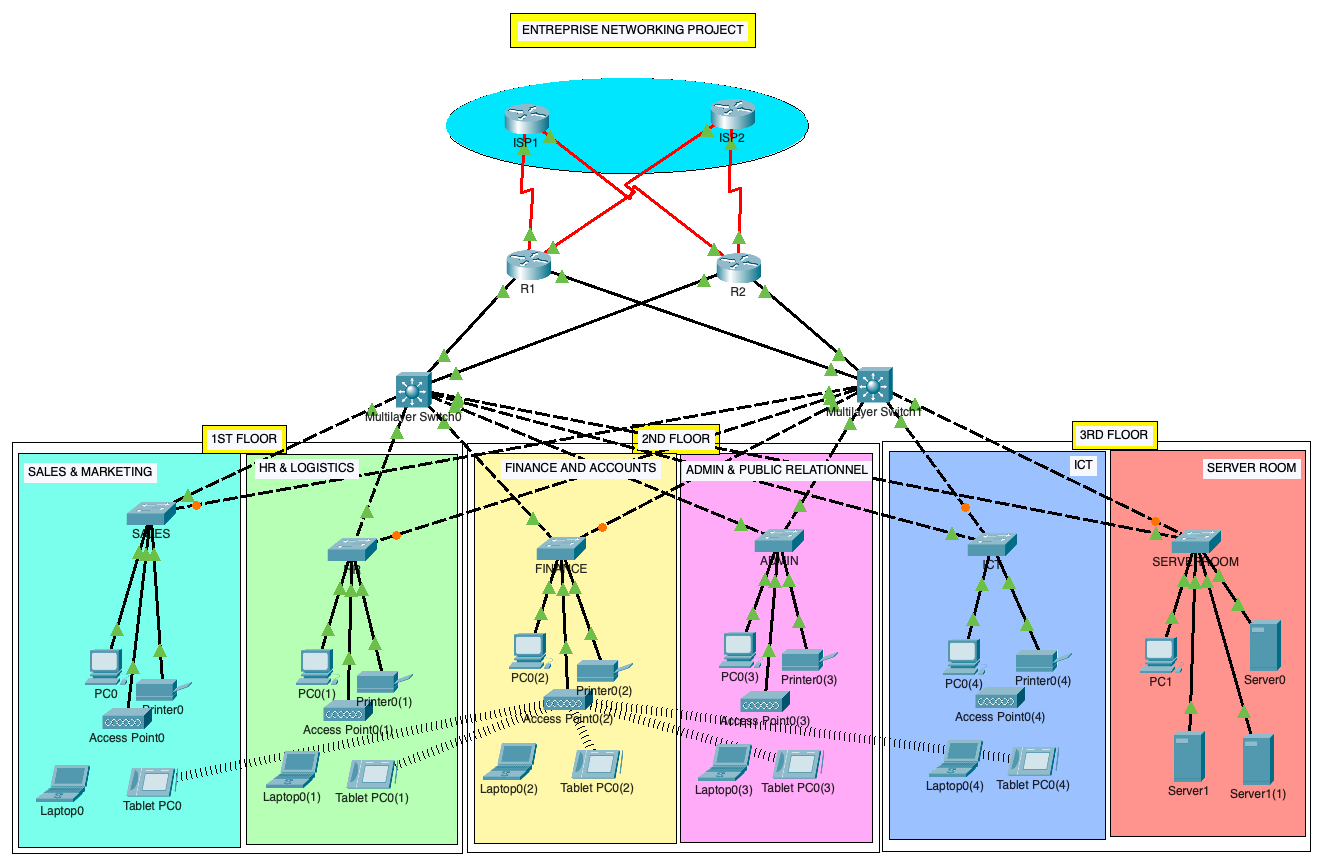 ENTREPRISE NETWORKING PROJECT
ISP1
ISP2
R1
R2
Multilayer Switch0
Multilayer Switch1
1ST FLOOR
2ND FLOOR
3RD FLOOR
SALES & MARKETING
HR & LOGISTICS
FINANCE AND ACCOUNTS
ADMIN & PUBLIC RELATIONNEL
ICT
SERVER ROOM
SALES
HR
FINANCE
ADMIN
ICT
SERVERROOM
PC0
Printer0
Access Point0
Laptop0
Tablet PC0
PC0(1)
Printer0(1)
Access Point0(1)
Laptop0(1)
Tablet PC0(1)
PC0(2)
Printer0(2)
Access Point0(2)
Laptop0(2)
Tablet PC0(2)
PC0(3)
Printer0(3)
Access Point0(3)
Laptop0(3)
Tablet PC0(3)
PC0(4)
Printer0(4)
Access Point0(4)
Laptop0(4)
Tablet PC0(4)
PC1
Server0
Server1
Server1(1)